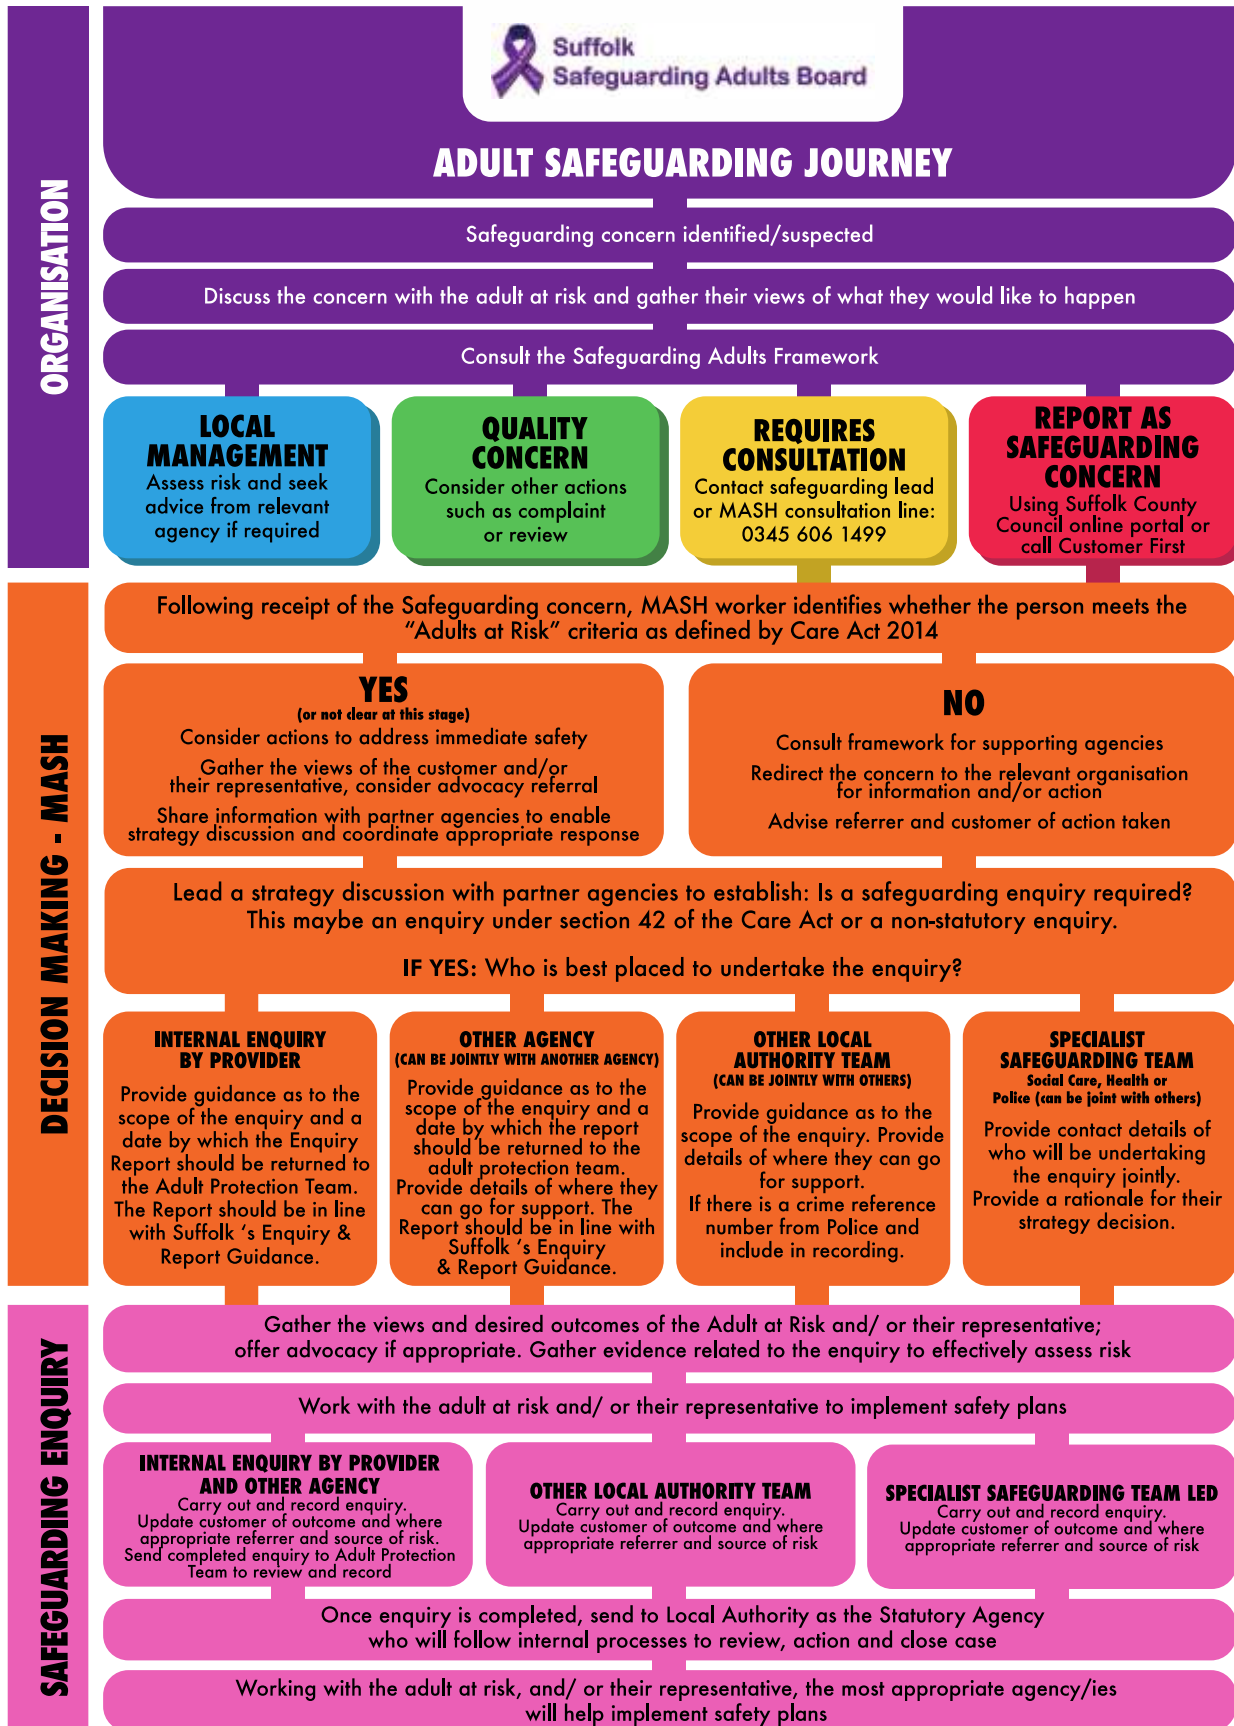 Suffolk
Safeguarding Adults Board
ADULT SAFEGUARDING JOURNEY
ORGANISATION
Safeguarding concern identified/suspected
Discuss the concern with the adult at risk and gather their views of what they would like to happen
Consult the Safeguarding Adults Framework
LOCAL
MANAGEMENT
Assess risk and seek
advice from relevant
agency if required
QUALITY
CONCERN
Consider other actions
such as complaint
or review
REQUIRES
CONSULTATION
Contact safeguarding lead
or MASH consultation line:
0345 606 1499
REPORT AS
SAFEGUARDING
CONCERN
Using Suffolk County
Council online portal or
call Customer First
DECISION MAKING - MASH
Following receipt of the Safeguarding concern, MASH worker identifies whether the person meets the
“Adults at Risk” criteria as defined by Care Act 2014
YES
(or not clear at this stage)
Consider actions to address immediate safety
Gather the views of the customer and/or
their representative, consider advocacy referral
Share information with partner agencies to enable
strategy discussion and coordinate appropriate response
NO
Consult framework for supporting agencies
Redirect the concern to the relevant organisation
for information and/or action
Advise referrer and customer of action taken
Lead a strategy discussion with partner agencies to establish: Is a safeguarding enquiry required?
This maybe an enquiry under section 42 of the Care Act or a non-statutory enquiry.
IF YES: Who is best placed to undertake the enquiry?
INTERNAL ENQUIRY
BY PROVIDER
Provide guidance as to the
scope of the enquiry and a
date by which the Enquiry
Report should be returned to
the Adult Protection Team.
The Report should be in line
with Suffolk ‘s Enquiry &
Report Guidance.
OTHER AGENCY
(CAN BE JOINTLY WITH ANOTHER AGENCY)
Provide guidance as to the
scope of the enquiry and a
date by which the report
should be returned to the
adult protection team.
Provide details of where they
can go for support. The
Report should be in line with
Suffolk ‘s Enquiry
& Report Guidance.
OTHER LOCAL
AUTHORITY TEAM
(CAN BE JOINTLY WITH OTHERS)
Provide guidance as to the
scope of the enquiry. Provide
details of where they can go
for support.
If there is a crime reference
number from Police and
include in recording.
SPECIALIST
SAFEGUARDING TEAM
Social Care, Health or
Police (can be joint with others)
Provide contact details of
who will be undertaking
the enquiry jointly.
Provide a rationale for their
strategy decision.
SAFEGUARDING ENQUIRY
Gather the views and desired outcomes of the Adult at Risk and/ or their representative;
offer advocacy if appropriate. Gather evidence related to the enquiry to effectively assess risk
Work with the adult at risk and/ or their representative to implement safety plans
INTERNAL ENQUIRY BY PROVIDER
AND OTHER AGENCY
Carry out and record enquiry.
Update customer of outcome and where
appropriate referrer and source of risk.
Send completed enquiry to Adult Protection
Team to review and record
OTHER LOCAL AUTHORITY TEAM
Carry out and record enquiry.
Update customer of outcome and where
appropriate referrer and source of risk
SPECIALIST SAFEGUARDING TEAM LED
Carry out and record enquiry.
Update customer of outcome and where
appropriate referrer and source of risk
Once enquiry is completed, send to Local Authority as the Statutory Agency
who will follow internal processes to review, action and close case
Working with the adult at risk, and/ or their representative, the most appropriate agency/ies
will help implement safety plans